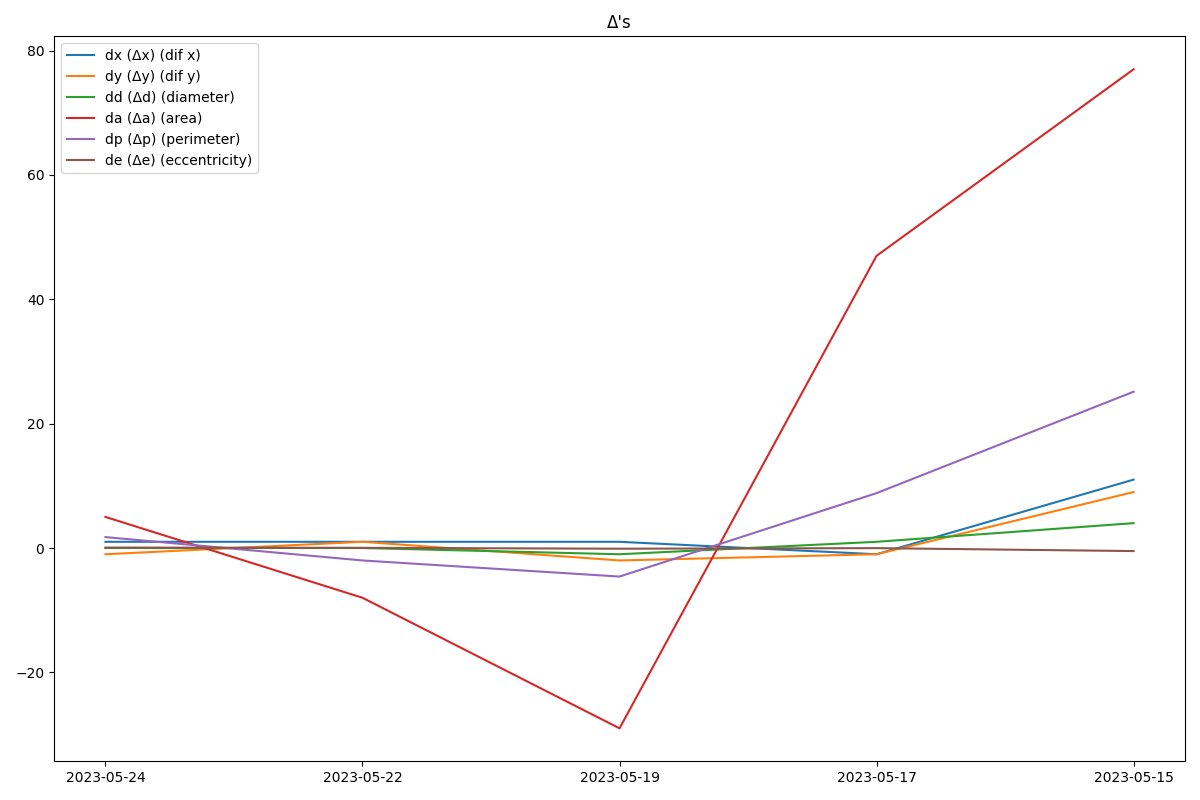 Δ's
dx (Δx) (dif x)
dy (Δy) (dif y)
dd (Δd) (diameter)
da (Δa) (area)
dp (Δp) (perimeter)
de (Δe) (eccentricity)
80
60
40
20
0
−20
2023-05-24 2023-05-22 2023-05-19 2023-05-17 2023-05-15